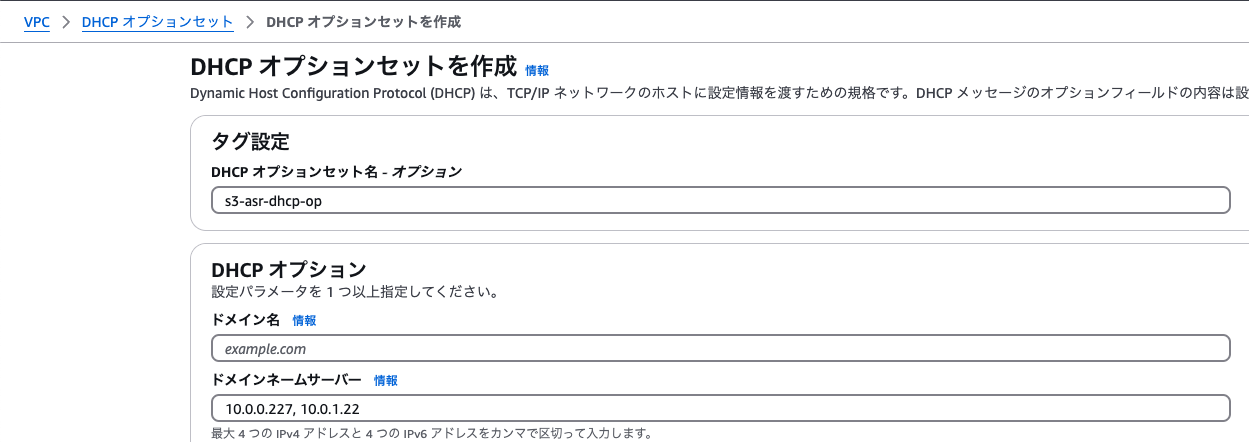 VPC > DHCP オプションセット > DHCP オプションセットを作成
DHCP オプションセットを作成 情報
Dynamic Host Configuration Protocol (DHCP) は、TCP/IP ネットワークのホストに設定情報を渡すための規格です。DHCP メッセージのオプションフィールドの内容は設
タグ設定
DHCP オプションセット名 - オプション
s3-asr-dhcp-op
DHCP オプション
設定パラメータを 1 つ以上指定してください。
ドメイン名 情報
example.com
ドメインネームサーバー 情報
10.0.0.227, 10.0.1.22
最大 4 つの IPv4 アドレスと 4 つの IPv6 アドレスをカンマで区切って入力します。